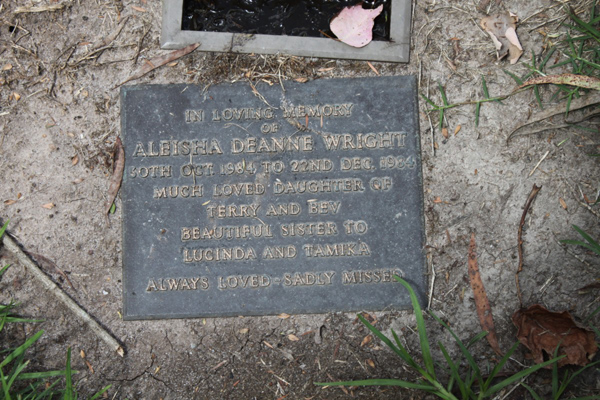 IN LOVING MEMORY
OF
ALEISHA DEANNE WRIGHT
OCT. 1984 TO 22ND DEC. 1984
MUCH LOVED DAUGHTER OF
TERRY AND BEV
BEAUTIFUL SISTER TO
LUCINDA AND TAMIKA
ALWAYS LOVED - SADLY MISSED